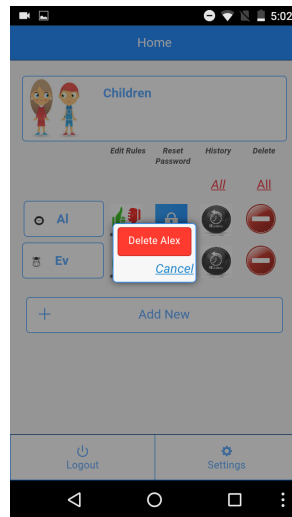 5:02
Home
Children
Edit Rules Reset Password History Delete
All All
Al
Delete Alex
Cancel
Ev
+ Add New
Logout Settings